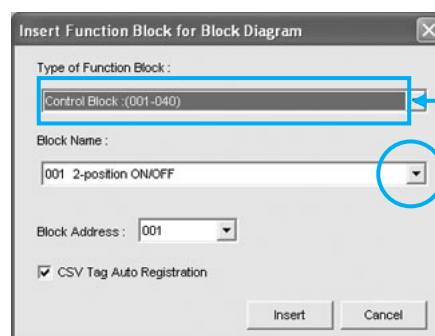 Insert Function Block for Block Diagram
Type of Function Block :
Control Block :(001-040)
Block Name :
001 2-position ON/OFF
Block Address : 001
CSV Tag Auto Registration
Insert Cancel